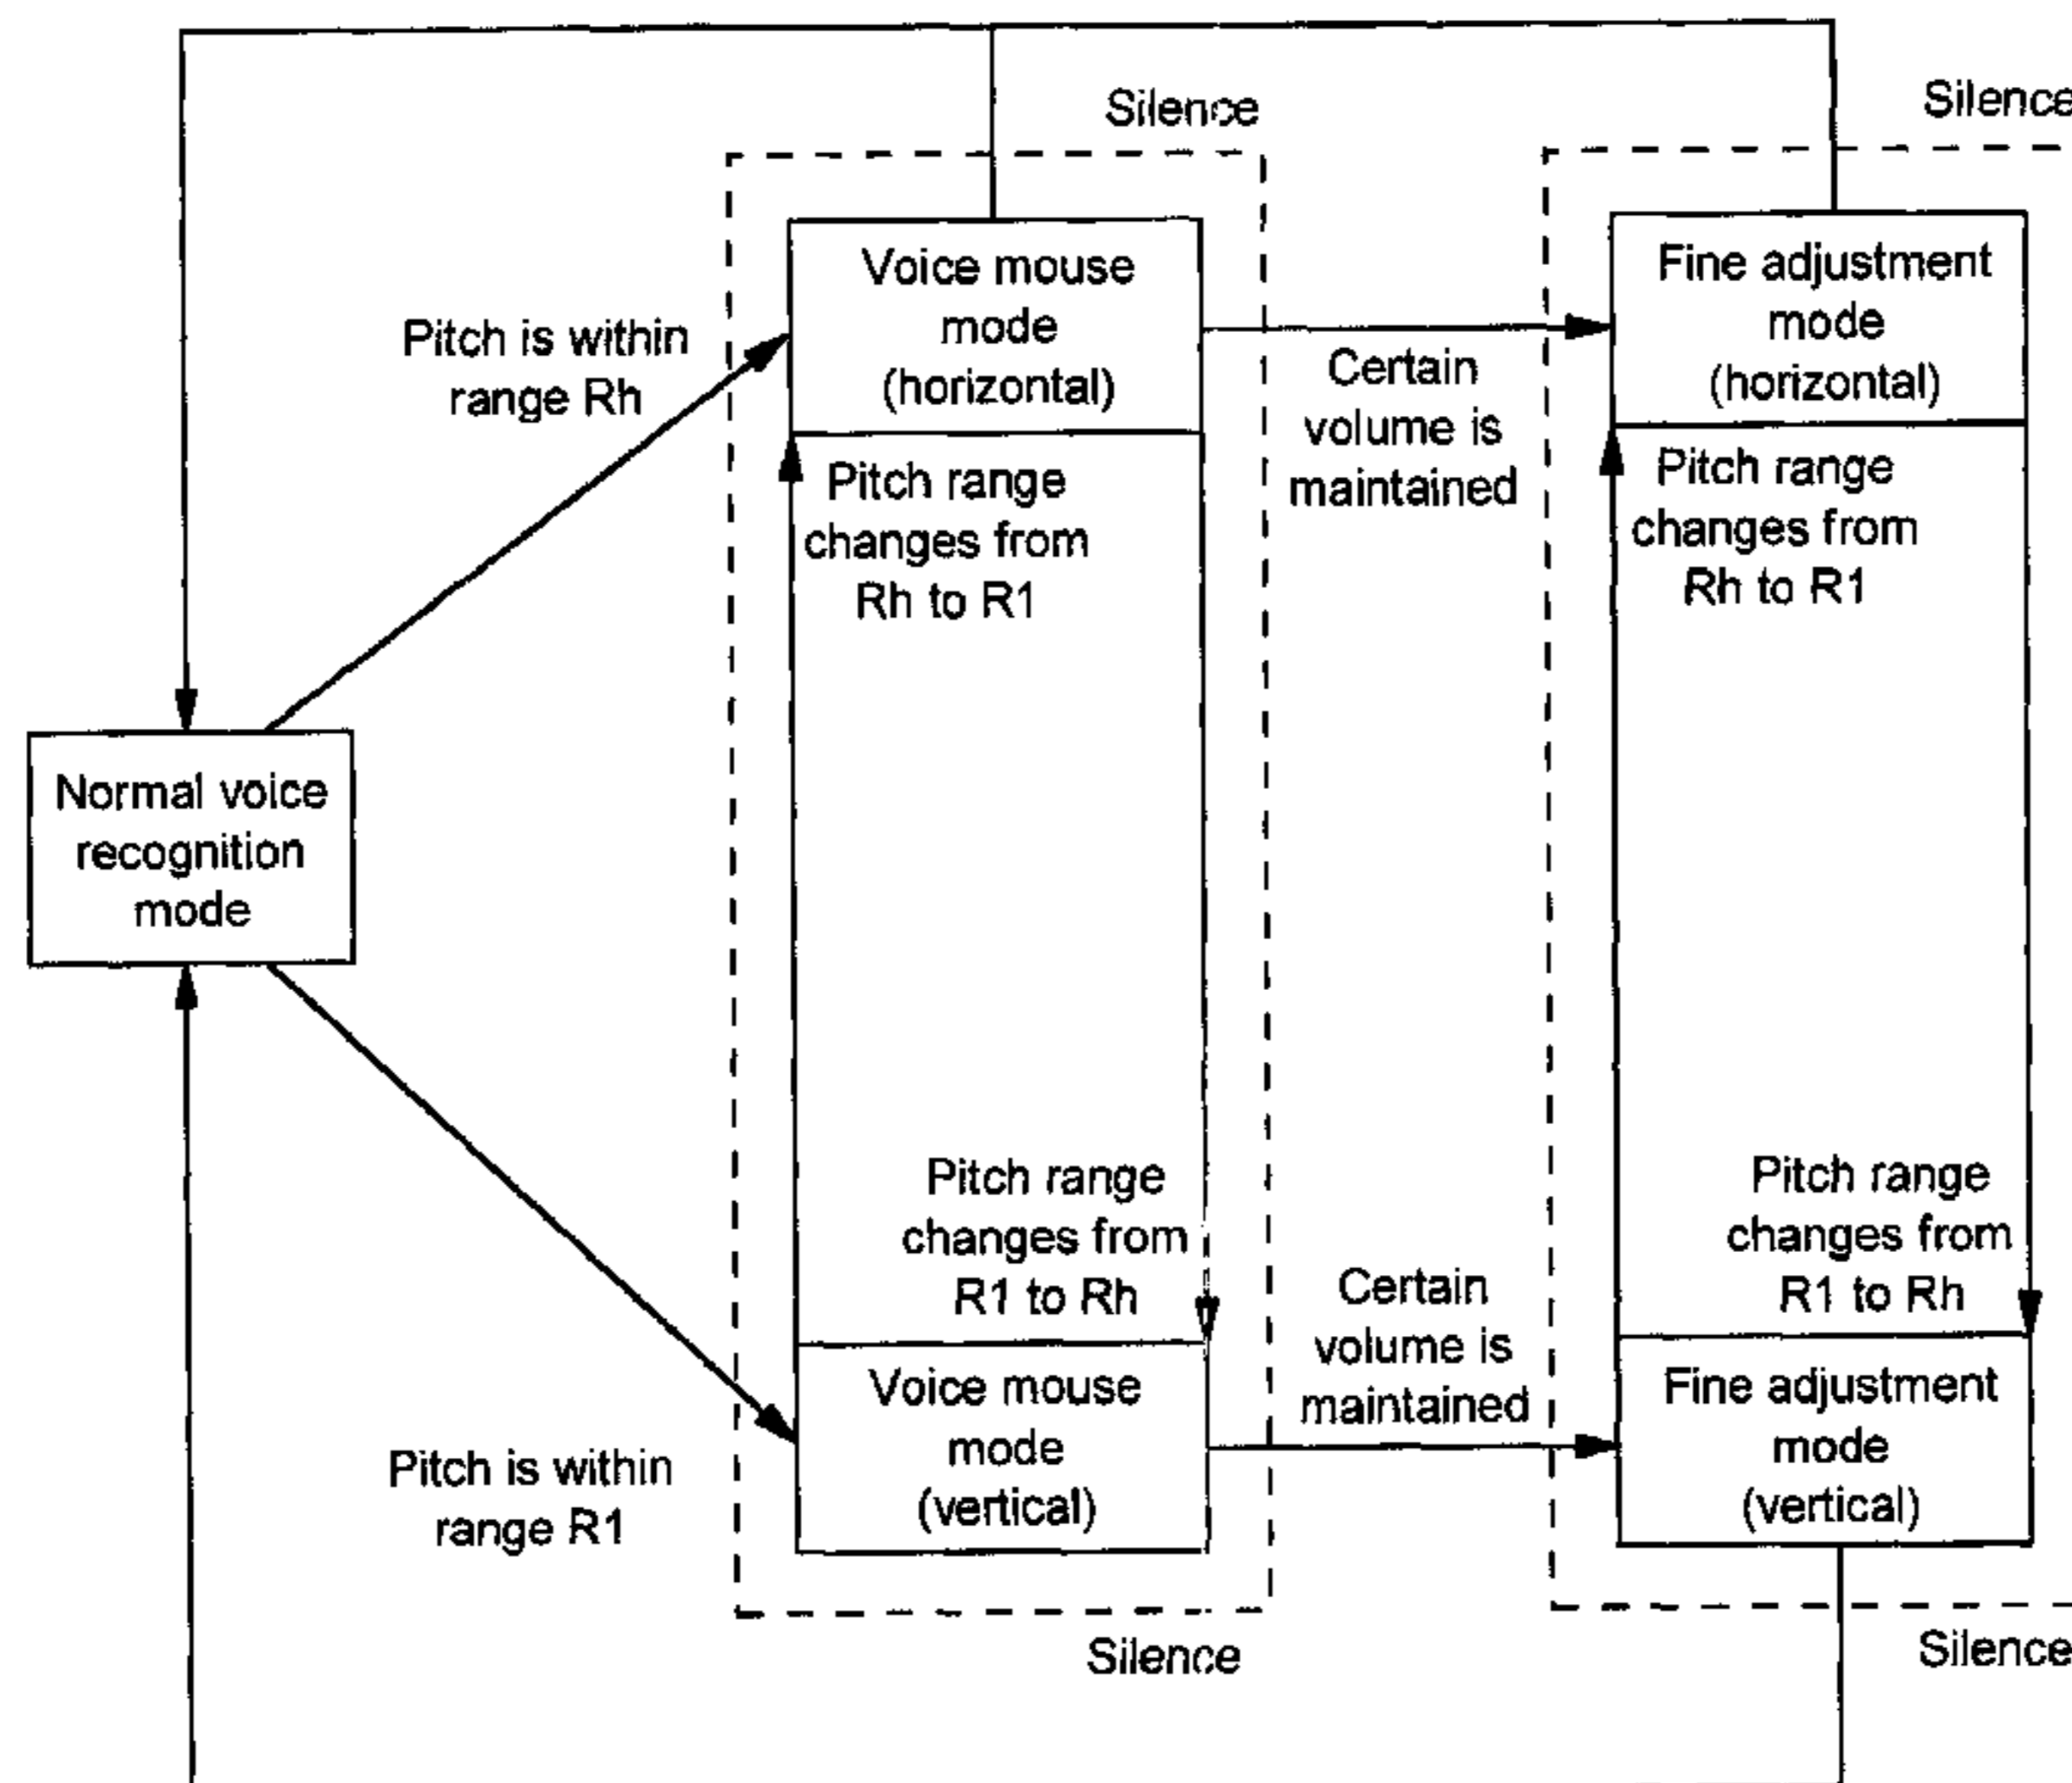 Silence
Silence
Voice mouse
mode
(horizontal)
Fine adjustment
mode
(horizontal)
Pitch is within
range Rh
Certain
volume is
maintained
Pitch range
changes from
Rh to R1
Pitch range
changes from
Rh to R1
Normal voice
recognition
mode
Pitch range
changes from
R1 to Rh
Certain
volume is
maintained
Pitch range
changes from
R1 to Rh
Voice mouse
mode
(vertical)
Fine adjustment
mode
(vertical)
Pitch is within
range R1
Silence
Silence